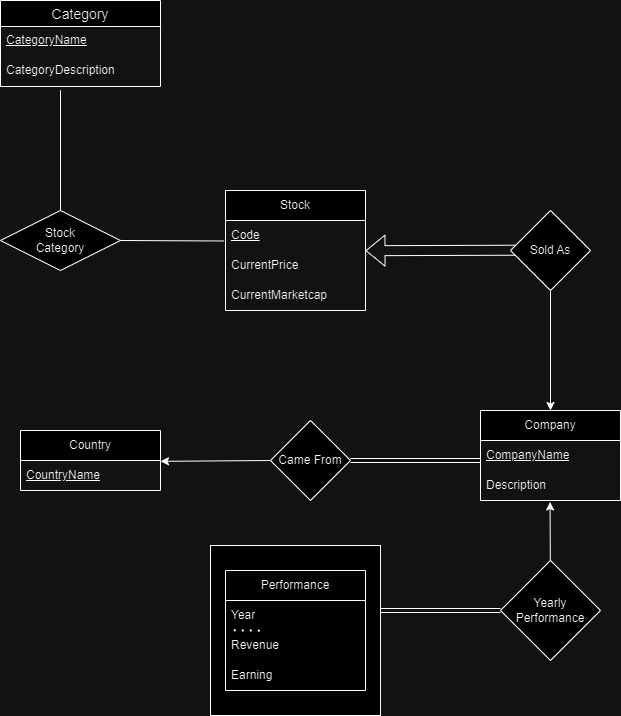 Category
CategoryName
CategoryDescription
Stock
Category
Stock
Code
CurrentPrice
CurrentMarketcap
Sold As
Country
CountryName
Came From
Company
CompanyName
Description
Performance
Year
Revenue
Earning
Yearly
Performance